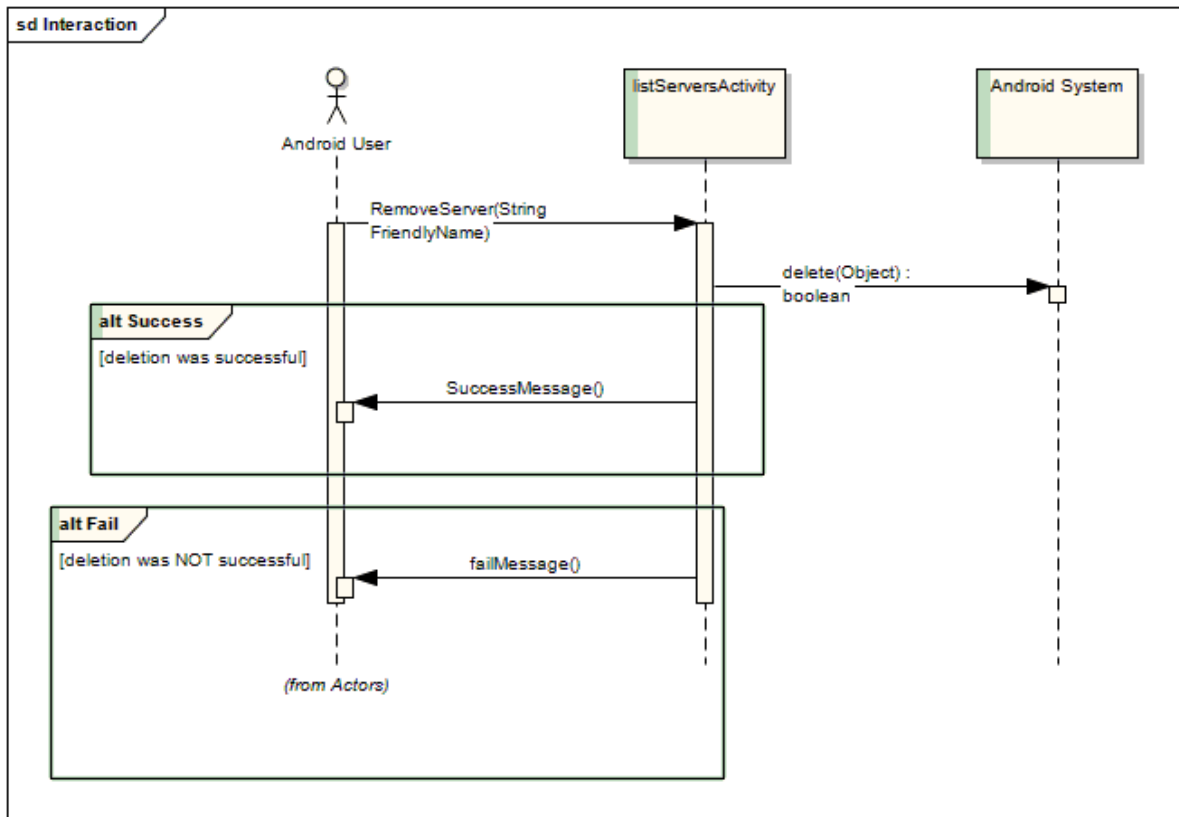 sd Interaction
Android User
listServersActivity
Android System
RemoveServer(String
FriendlyName)
delete(Object) :
boolean
alt Success
[deletion was successful]
SuccessMessage()
alt Fail
[deletion was NOT successful]
failMessage()
(from Actors)